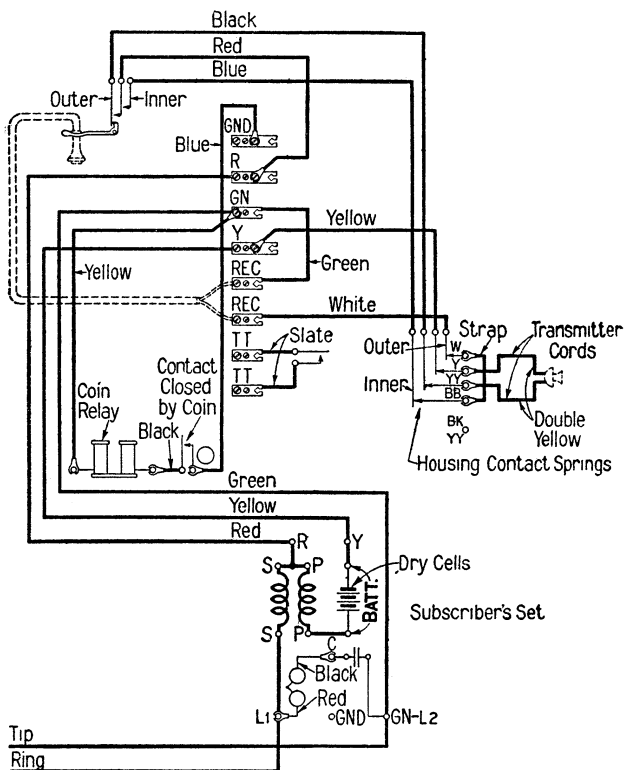 Black
Red
Blue
Outer
Inner
GND
Blue
R
GN
Y
Yellow
Yellow
REC
Green
REC
White
TT
Slate
TT
Outer
Inner
W
Y
YY
BB
Strap
Transmitter
Cords
BK
YY
Double
Yellow
Housing Contact Springs
Coin
Relay
Contact
Closed
by Coin
Black
Green
Yellow
Red
R
Y
S
P
Dry Cells
BATT.
S
P
Subscriber's Set
C
Black
Red
L1
GND
GN-L2
Tip
Ring